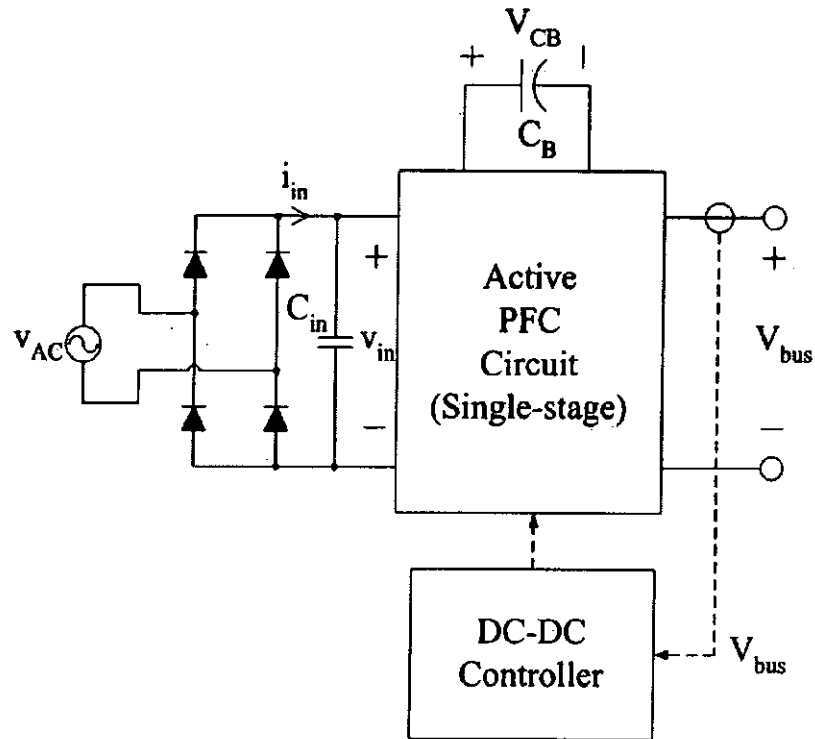 V_CB
+ −
C_B
i_in
+
C_in
v_in
−
v_AC
Active
PFC
Circuit
(Single-stage)
+
V_bus
−
DC-DC
Controller
V_bus